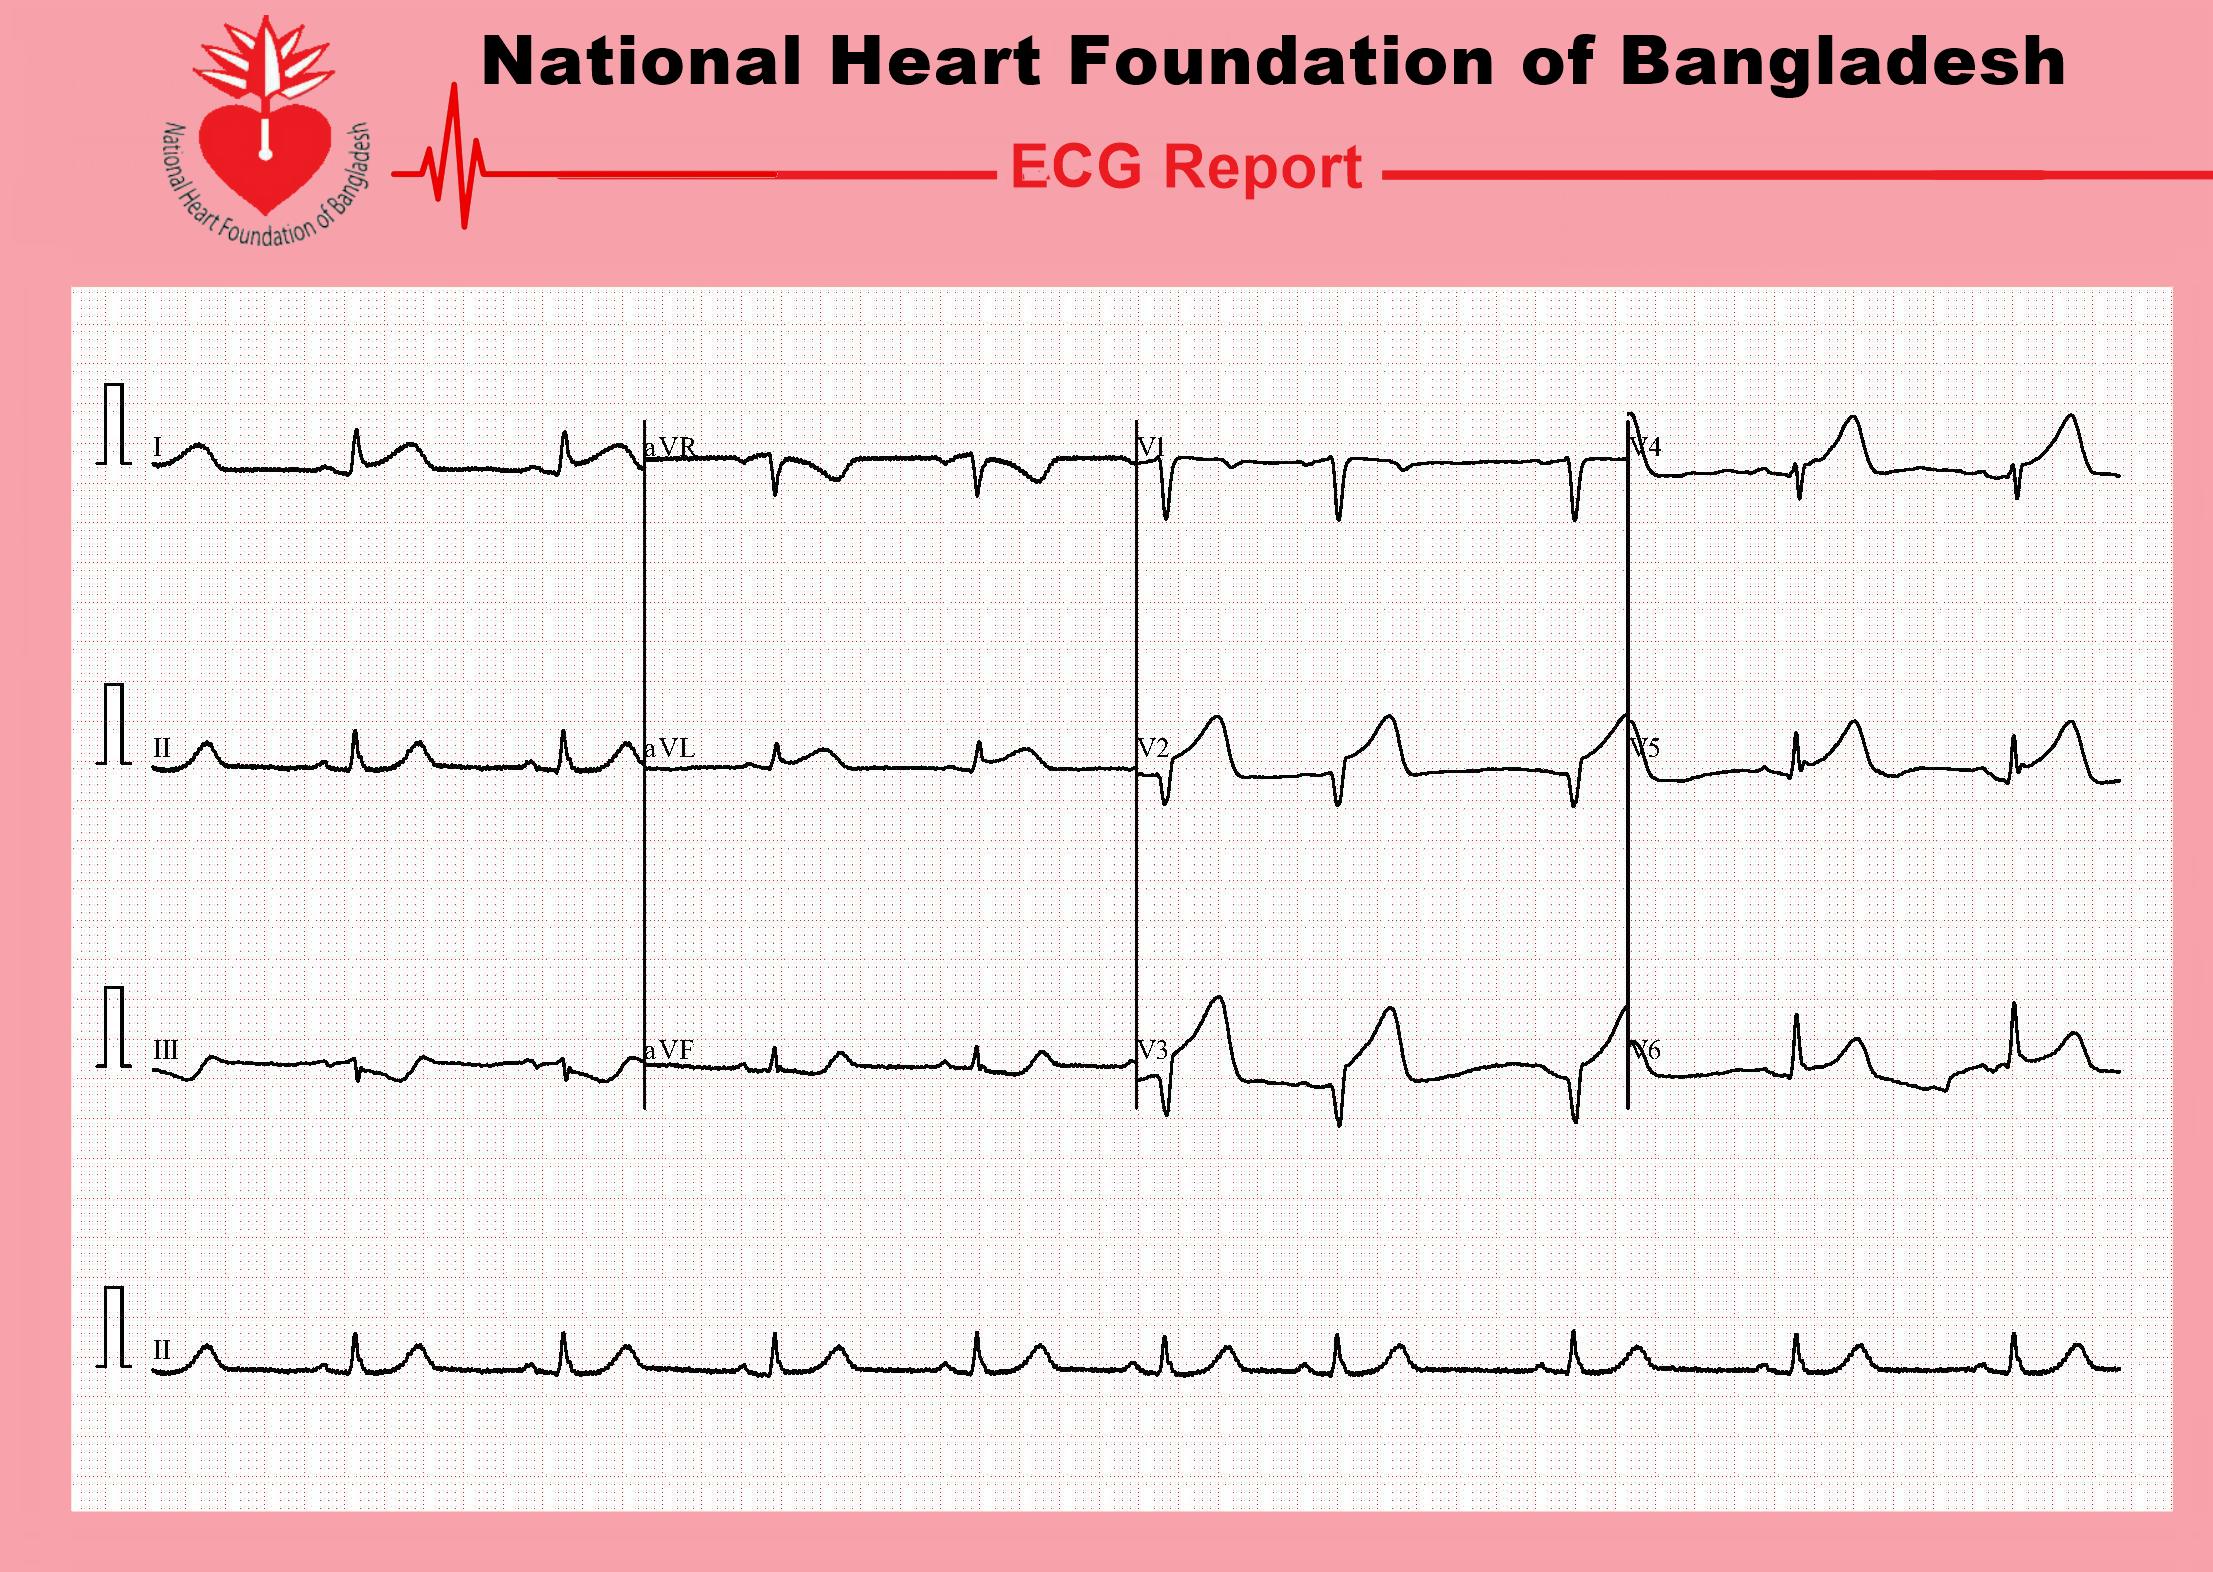 National Heart Foundation of Bangladesh
National Heart Foundation of Bangladesh
ECG Report
I aVR V1 V4
II aVL V2 V5
III aVF V3 V6
II